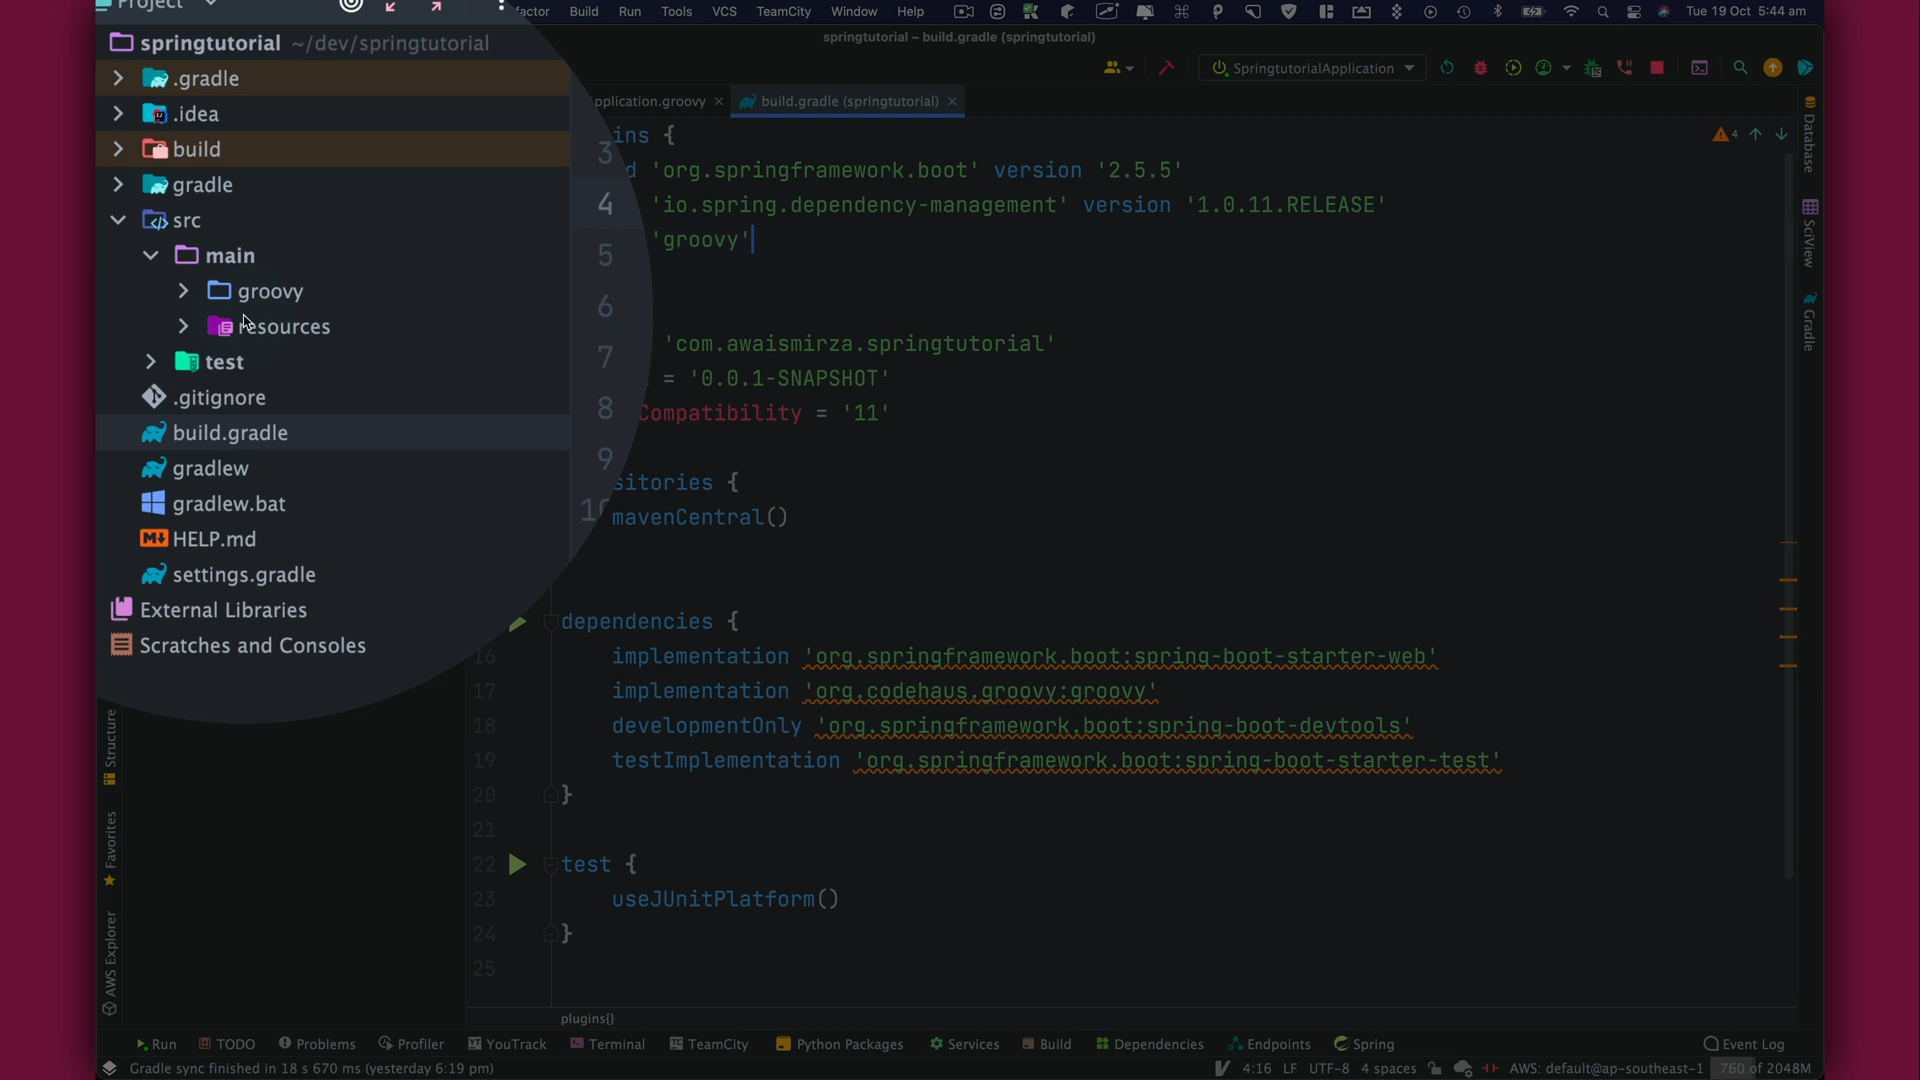 Project
factor Build Run Tools VCS TeamCity Window Help Tue 19 Oct 5:44 am
springtutorial – build.gradle (springtutorial)
springtutorial ~/dev/springtutorial
.gradle
.idea
build
gradle
src
main
groovy
resources
test
.gitignore
build.gradle
gradlew
gradlew.bat
HELP.md
settings.gradle
External Libraries
Scratches and Consoles
SpringtutorialApplication
pplication.groovy
build.gradle (springtutorial)
4
3
4
5
6
7
8
9
10
ins {
d 'org.springframework.boot' version '2.5.5'
'io.spring.dependency-management' version '1.0.11.RELEASE'
'groovy'
'com.awaismirza.springtutorial'
= '0.0.1-SNAPSHOT'
Compatibility = '11'
sitories {
mavenCentral()
dependencies {
16 implementation 'org.springframework.boot:spring-boot-starter-web'
17 implementation 'org.codehaus.groovy:groovy'
18 developmentOnly 'org.springframework.boot:spring-boot-devtools'
19 testImplementation 'org.springframework.boot:spring-boot-starter-test'
20 }
21
22 test {
23 useJUnitPlatform()
24 }
25
plugins{}
Structure
Favorites
AWS Explorer
Database
SciView
Gradle
Run TODO Problems Profiler YouTrack Terminal TeamCity Python Packages Services Build Dependencies Endpoints Spring Event Log
Gradle sync finished in 18 s 670 ms (yesterday 6:19 pm) 4:16 LF UTF-8 4 spaces AWS: default@ap-southeast-1 760 of 2048M